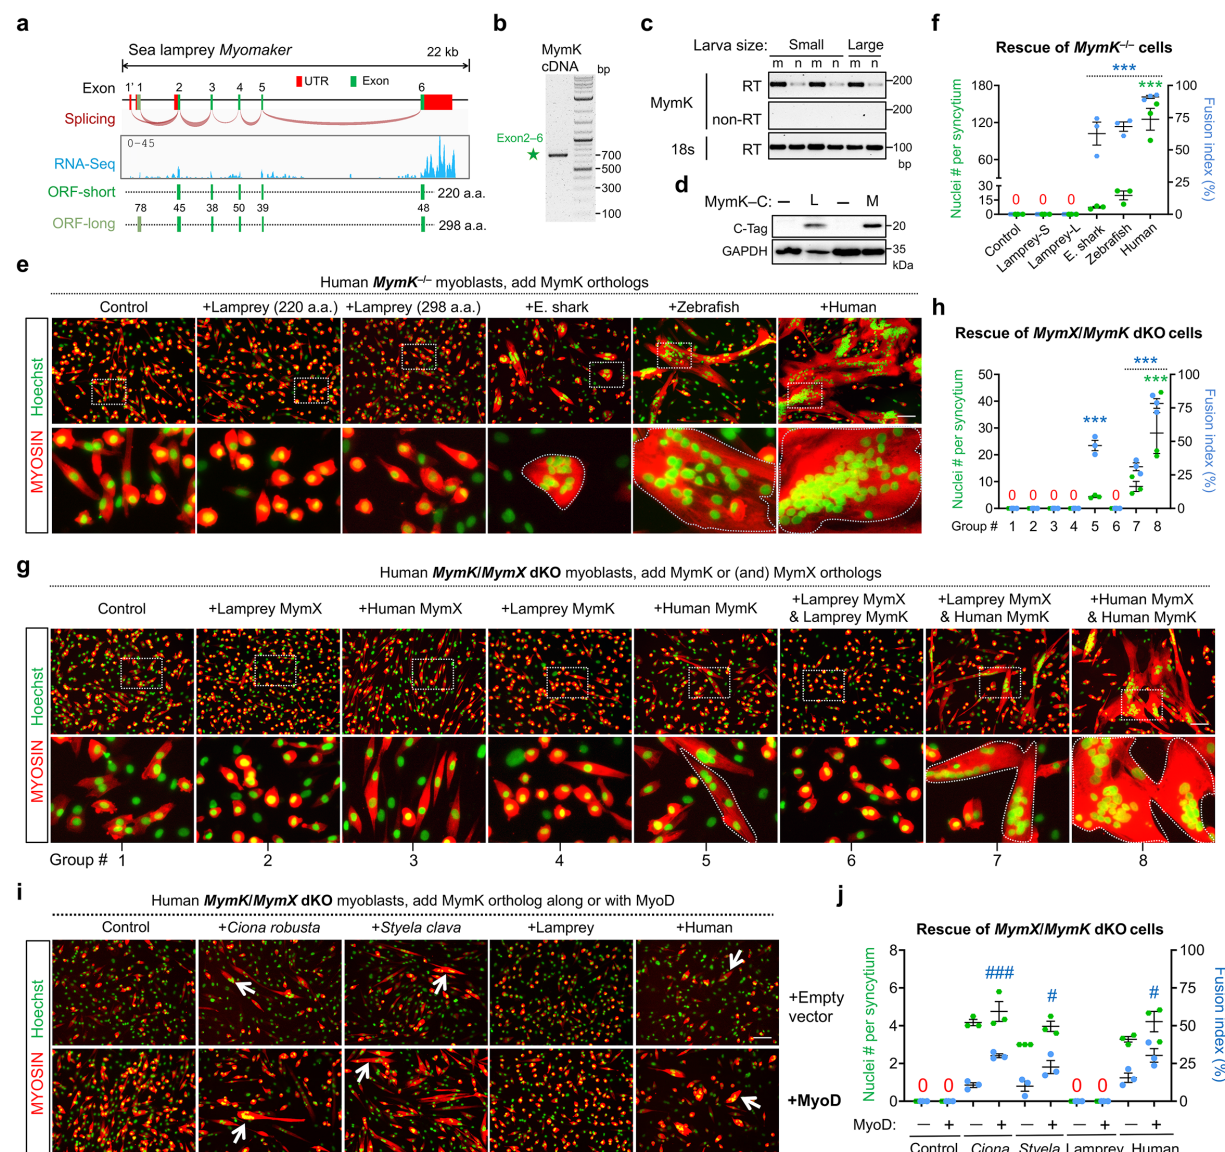 a
Sea lamprey Myomaker
22 kb
UTR
Exon
Exon
1' 1 2 3 4 5 6
Splicing
0–45
RNA-Seq
ORF-short
220 a.a.
78 45 38 50 39 48
ORF-long
298 a.a.
b
MymK
cDNA
bp
Exon2–6
700
500
300
100
c
Larva size: Small Large
m n m n m n
MymK
RT
200
non-RT
200
18s
RT
100
bp
d
MymK–C: – L – M
C-Tag
20
GAPDH
35
kDa
e
Human MymK–/– myoblasts, add MymK orthologs
Control
+Lamprey (220 a.a.)
+Lamprey (298 a.a.)
+E. shark
+Zebrafish
+Human
MYOSIN Hoechst
f
Rescue of MymK–/– cells
***
***
Nuclei # per syncytium
180
120
60
30
15
0
100
75
50
25
0
Fusion index (%)
0 0 0
Control
Lamprey-S
Lamprey-L
E. shark
Zebrafish
Human
h
Rescue of MymX/MymK dKO cells
***
***
***
Nuclei # per syncytium
50
40
30
20
10
0
100
75
50
25
0
Fusion index (%)
0 0 0 0 0
Group # 1 2 3 4 5 6 7 8
g
Human MymK/MymX dKO myoblasts, add MymK or (and) MymX orthologs
Control
+Lamprey MymX
+Human MymX
+Lamprey MymK
+Human MymK
+Lamprey MymX
& Lamprey MymK
+Lamprey MymX
& Human MymK
+Human MymX
& Human MymK
MYOSIN Hoechst
Group # 1 2 3 4 5 6 7 8
i
Human MymK/MymX dKO myoblasts, add MymK ortholog along or with MyoD
Control
+Ciona robusta
+Styela clava
+Lamprey
+Human
MYOSIN Hoechst
+Empty
vector
+MyoD
j
Rescue of MymX/MymK dKO cells
###
#
#
Nuclei # per syncytium
8
6
4
2
0
100
75
50
25
0
Fusion index (%)
0 0 0 0
MyoD: – + – + – + – + – +
Control Ciona Styela Lamprey Human